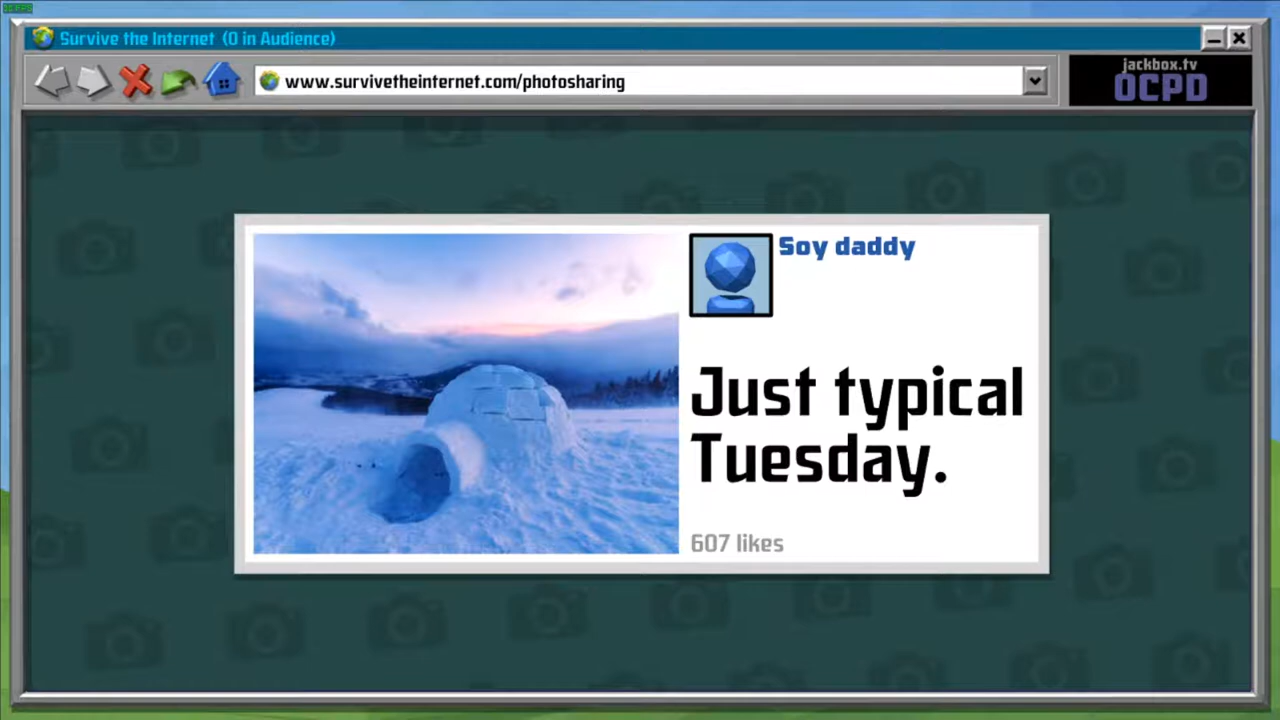 Survive the Internet (0 in Audience)
www.survivetheinternet.com/photosharing
jackbox.tv
OCPD
Soy daddy
Just typical
Tuesday.
607 likes